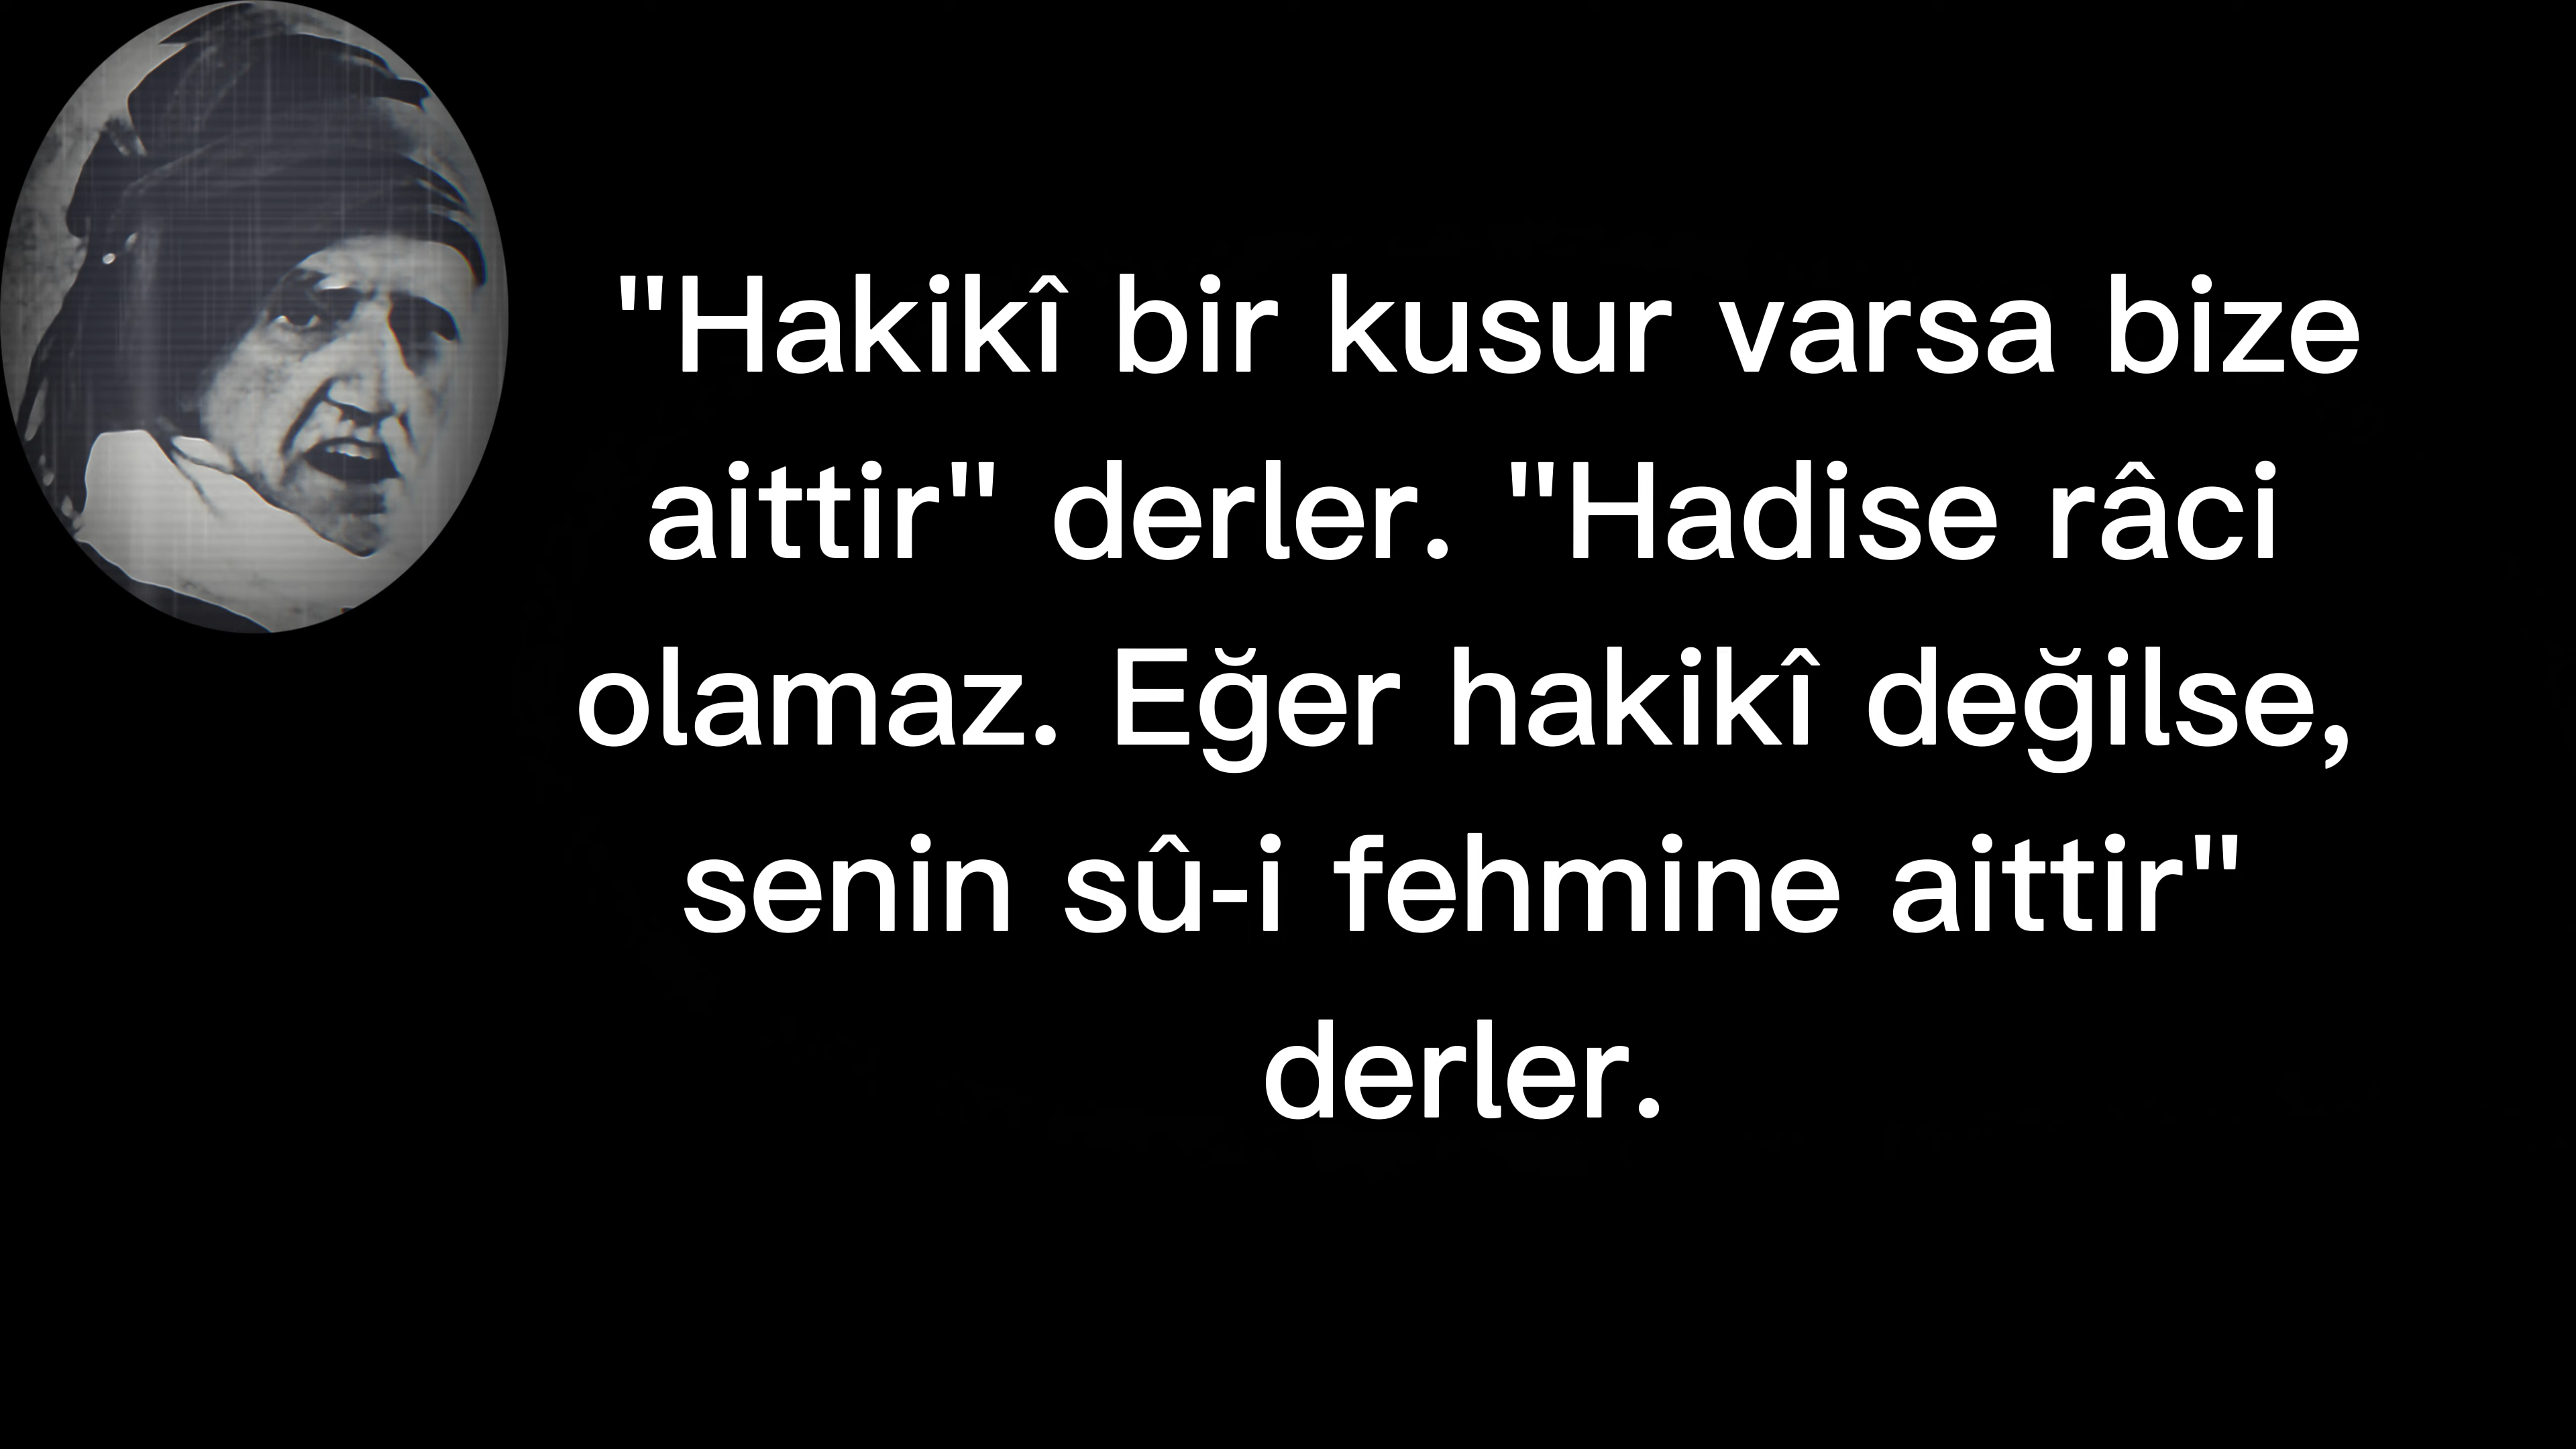 "Hakikî bir kusur varsa bize
aittir" derler. "Hadise râci
olamaz. Eğer hakikî değilse,
senin sû-i fehmine aittir"
derler.